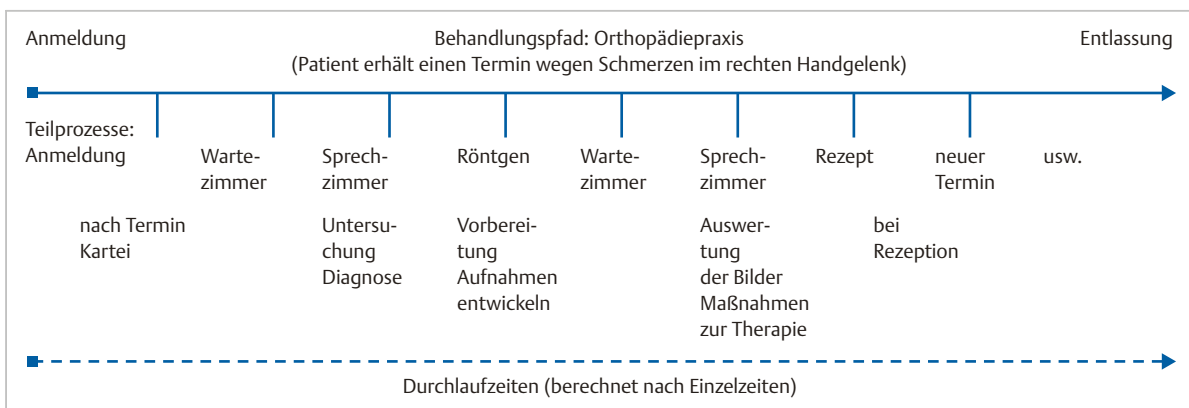 Anmeldung
Behandlungspfad: Orthopädiepraxis
Entlassung
(Patient erhält einen Termin wegen Schmerzen im rechten Handgelenk)
Teilprozesse:
Anmeldung
Warte-
zimmer
Sprech-
zimmer
Röntgen
Warte-
zimmer
Sprech-
zimmer
Rezept
neuer
Termin
usw.
nach Termin
Kartei
Untersu-
chung
Diagnose
Vorberei-
tung
Aufnahmen
entwickeln
Auswer-
tung
der Bilder
Maßnahmen
zur Therapie
bei
Rezeption
Durchlaufzeiten (berechnet nach Einzelzeiten)